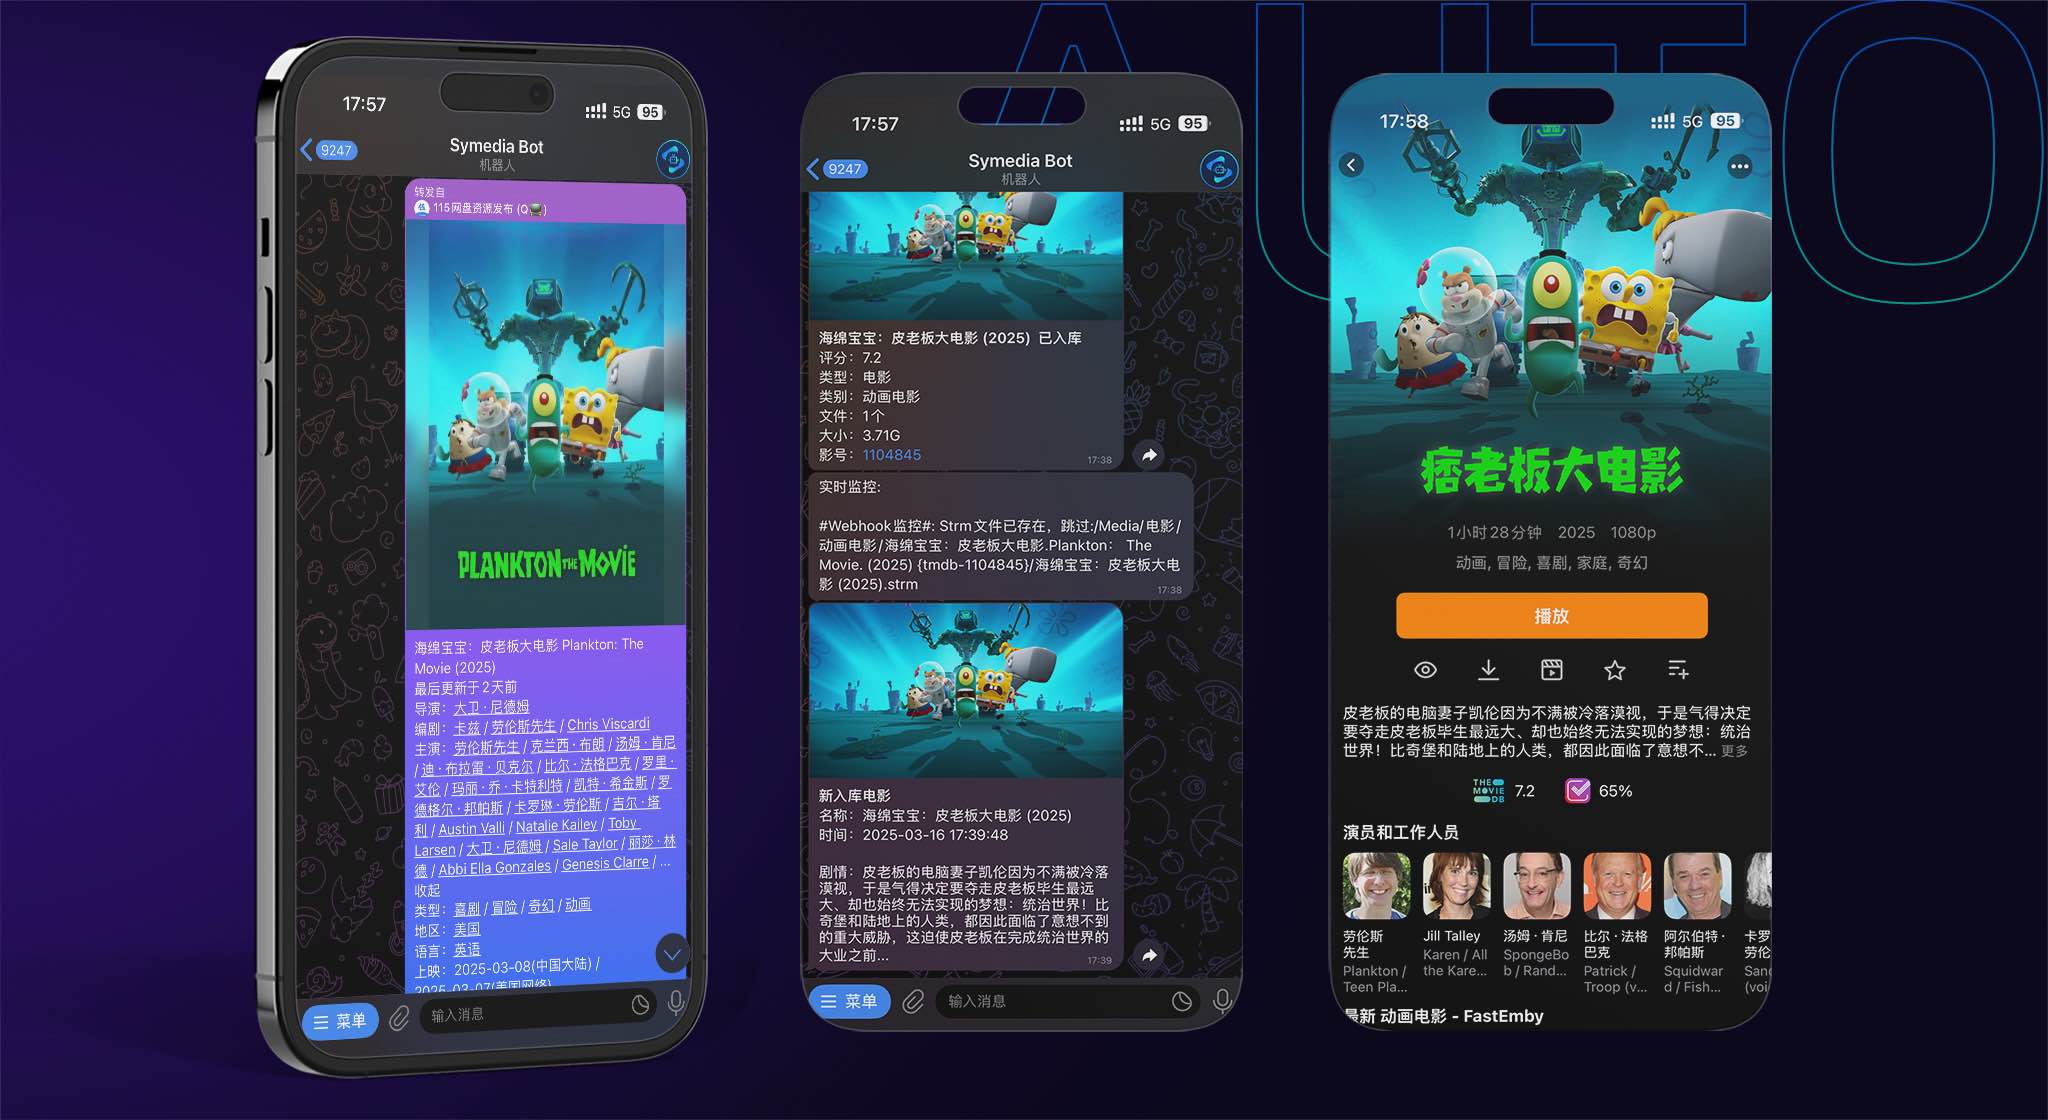 AUTO
17:57
5G 95
9247
Symedia Bot
机器人
转发自
115网盘资源发布 (Q)
PLANKTON THE MOVIE
海绵宝宝：皮老板大电影 Plankton: The
Movie (2025)
最后更新于2天前
导演：大卫·尼德姆
编剧：卡兹 / 劳伦斯先生 / Chris Viscardi
主演：劳伦斯先生 / 克兰西·布朗 / 汤姆·肯尼
/ 迪·布拉雷·贝克尔 / 比尔·法格巴克 / 罗里·
艾伦 / 玛丽·乔·卡特利特 / 凯特·希金斯 / 罗
德格尔·邦帕斯 / 卡罗琳·劳伦斯 / 吉尔·塔
利 / Austin Valli / Natalie Kailey / Toby
Larsen / 大卫·尼德姆 / Sale Taylor / 丽莎·林
德 / Abbi Ella Gonzales / Genesis Clarre / ...
收起
类型：喜剧 / 冒险 / 奇幻 / 动画
地区：美国
语言：英语
上映：2025-03-08(中国大陆) /
2025-03-07(美国网络)
菜单
输入消息
17:57
5G 95
9247
Symedia Bot
机器人
海绵宝宝：皮老板大电影 (2025) 已入库
评分：7.2
类型：电影
类别：动画电影
文件：1个
大小：3.71G
影号：1104845
17:38
实时监控:
#Webhook监控#: Strm文件已存在，跳过:/Media/电影/
动画电影/海绵宝宝：皮老板大电影.Plankton： The
Movie. (2025) {tmdb-1104845}/海绵宝宝：皮老板大电
影 (2025).strm
17:38
新入库电影
名称：海绵宝宝：皮老板大电影 (2025)
时间：2025-03-16 17:39:48
剧情：皮老板的电脑妻子凯伦因为不满被冷落
漠视，于是气得决定要夺走皮老板毕生最远
大、却也始终无法实现的梦想：统治世界！比
奇堡和陆地上的人类，都因此面临了意想不到
的重大威胁，这迫使皮老板在完成统治世界的
大业之前...
17:39
菜单
输入消息
17:58
5G 95
痞老板大电影
1小时28分钟 2025 1080p
动画, 冒险, 喜剧, 家庭, 奇幻
播放
皮老板的电脑妻子凯伦因为不满被冷落漠视，于是气得决定
要夺走皮老板毕生最远大、却也始终无法实现的梦想：统治
世界！比奇堡和陆地上的人类，都因此面临了意想不... 更多
THE MOVIE DB 7.2 65%
演员和工作人员
劳伦斯
先生
Plankton /
Teen Pla...
Jill Talley
Karen / All
the Kare...
汤姆·肯尼
SpongeBo
b / Rand...
比尔·法格
巴克
Patrick /
Troop (v...
阿尔伯特·
邦帕斯
Squidwar
d / Fish...
卡罗
劳伦
Sand
(voi
最新 动画电影 - FastEmby